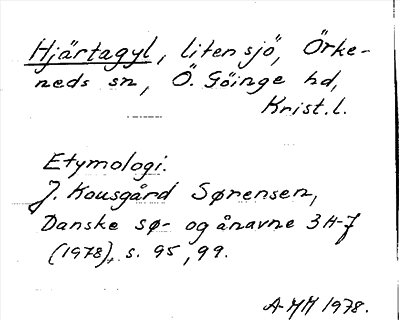 Hjärtagyl, liten sjö, Örke-
neds sn, Ö. Göinge hd,
Krist.l.
Etymologi.
J. Kousgård Sørensen,
Danske sø- og ånavne 3 H-J
(1978), s. 95, 99.
A-MM 1978.